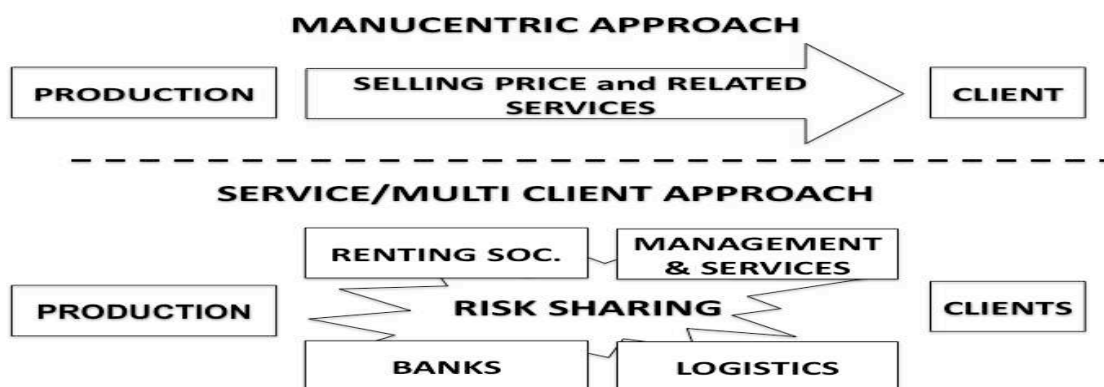 MANUCENTRIC APPROACH
PRODUCTION
SELLING PRICE and RELATED
SERVICES
CLIENT
SERVICE/MULTI CLIENT APPROACH
RENTING SOC.
MANAGEMENT
& SERVICES
PRODUCTION
RISK SHARING
CLIENTS
BANKS
LOGISTICS